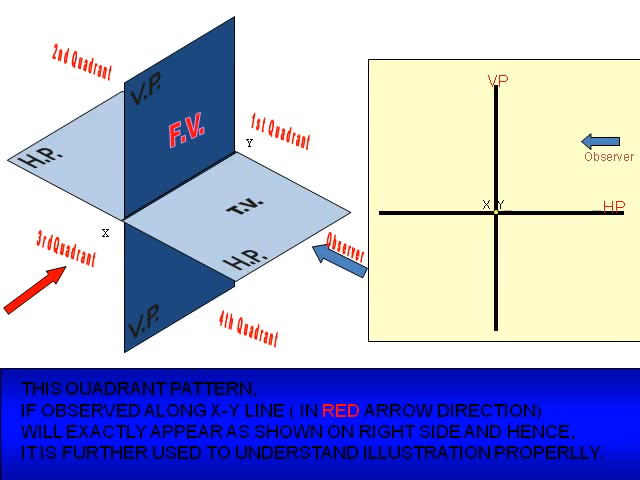 2nd Quadrant
V.P.
F.V.
1st Quadrant
Y
H.P.
T.V.
X
3rdQuadrant
H.P.
Observer
V.P.
4th Quadrant
VP
Observer
X Y
HP
THIS QUADRANT PATTERN,
IF OBSERVED ALONG X-Y LINE ( IN RED ARROW DIRECTION)
WILL EXACTLY APPEAR AS SHOWN ON RIGHT SIDE AND HENCE,
IT IS FURTHER USED TO UNDERSTAND ILLUSTRATION PROPERLLY.